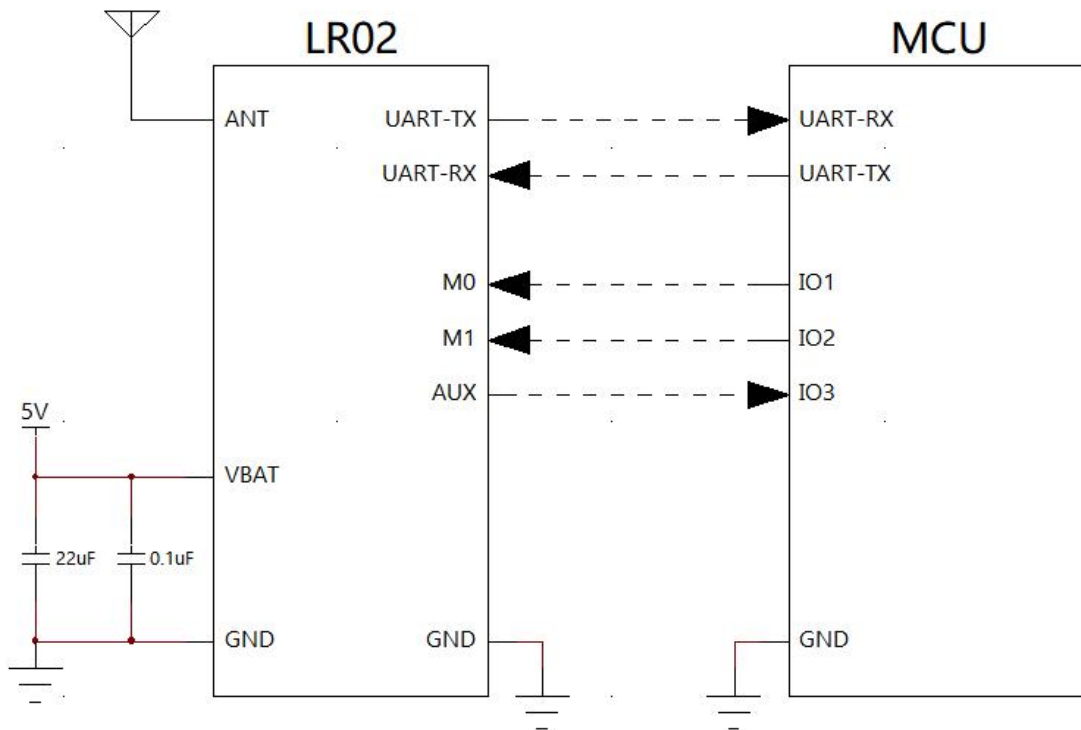 LR02
MCU
ANT
UART-TX
UART-RX
UART-RX
UART-TX
M0
IO1
M1
IO2
AUX
IO3
5V
VBAT
22uF
0.1uF
GND
GND
GND